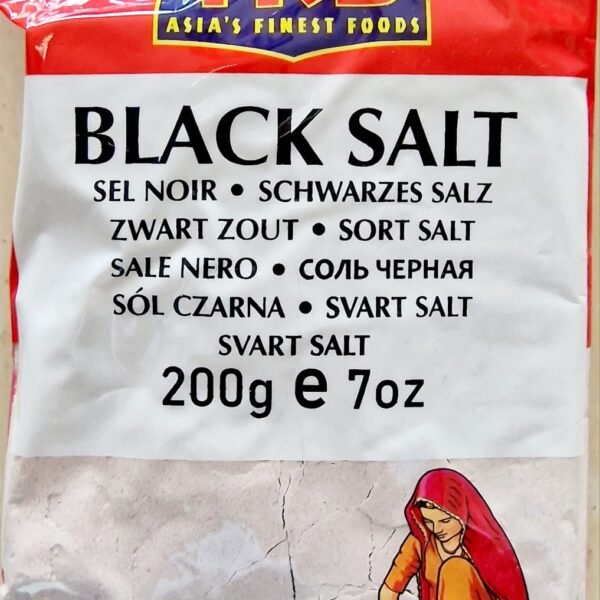 ASIA'S FINEST FOODS
BLACK SALT
SEL NOIR • SCHWARZES SALZ
ZWART ZOUT • SORT SALT
SALE NERO • СОЛЬ ЧЕРНАЯ
SÓL CZARNA • SVART SALT
SVART SALT
200g e 7oz